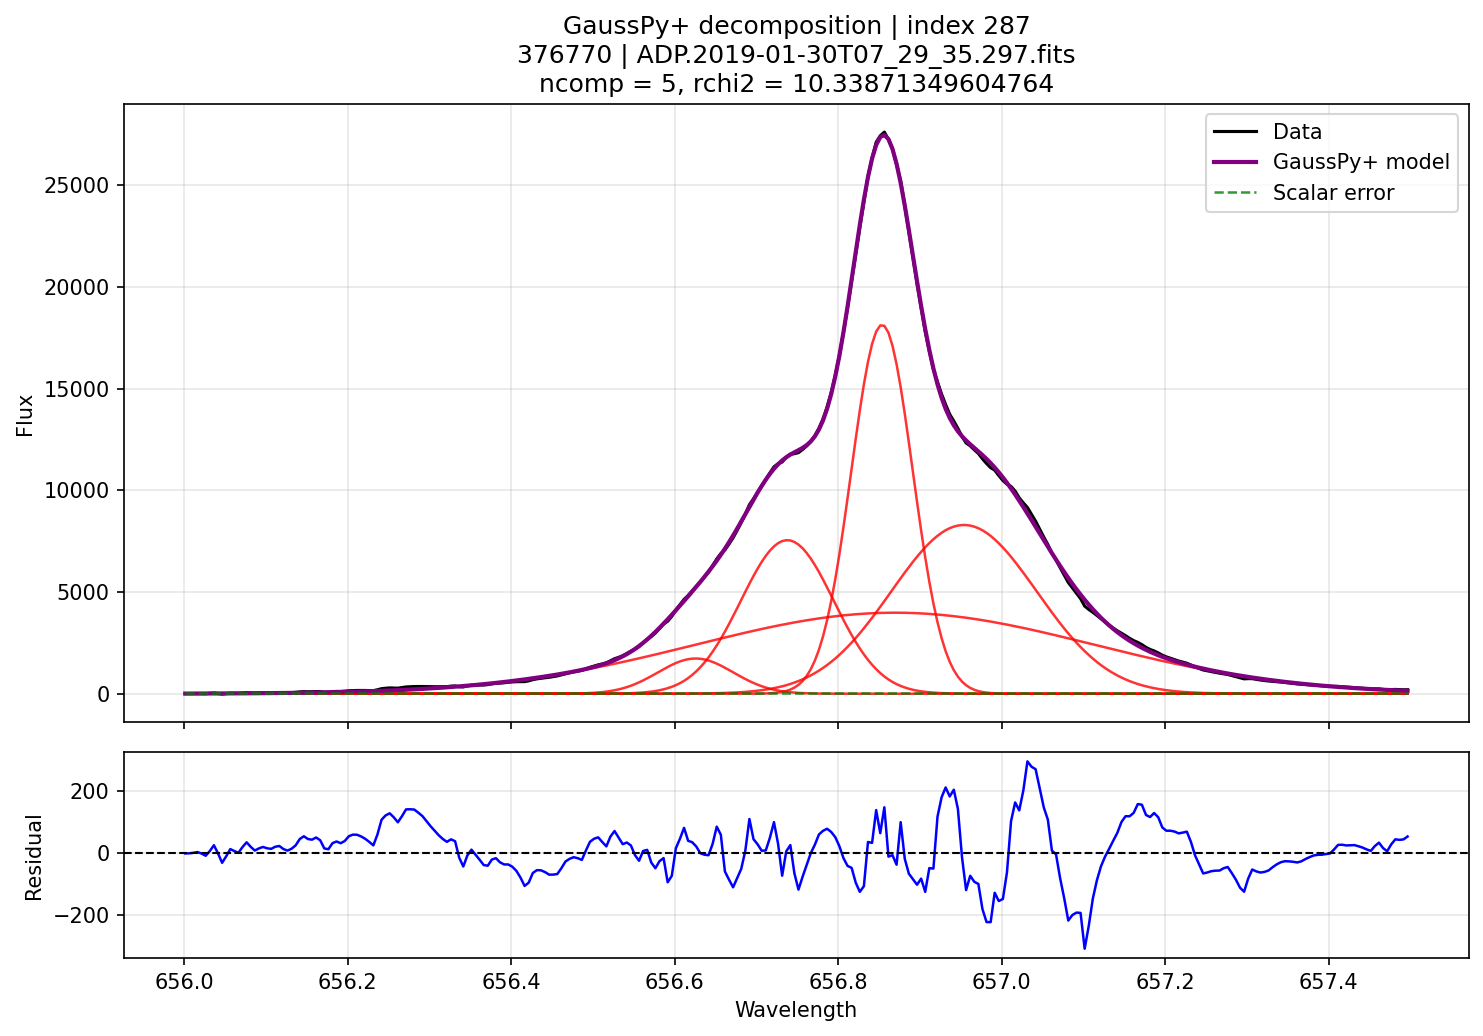 GaussPy+ decomposition | index 287
376770 | ADP.2019-01-30T07_29_35.297.fits
ncomp = 5, rchi2 = 10.33871349604764
Data
GaussPy+ model
Scalar error
Flux
25000
20000
15000
10000
5000
0
Residual
200
0
−200
656.0 656.2 656.4 656.6 656.8 657.0 657.2 657.4
Wavelength